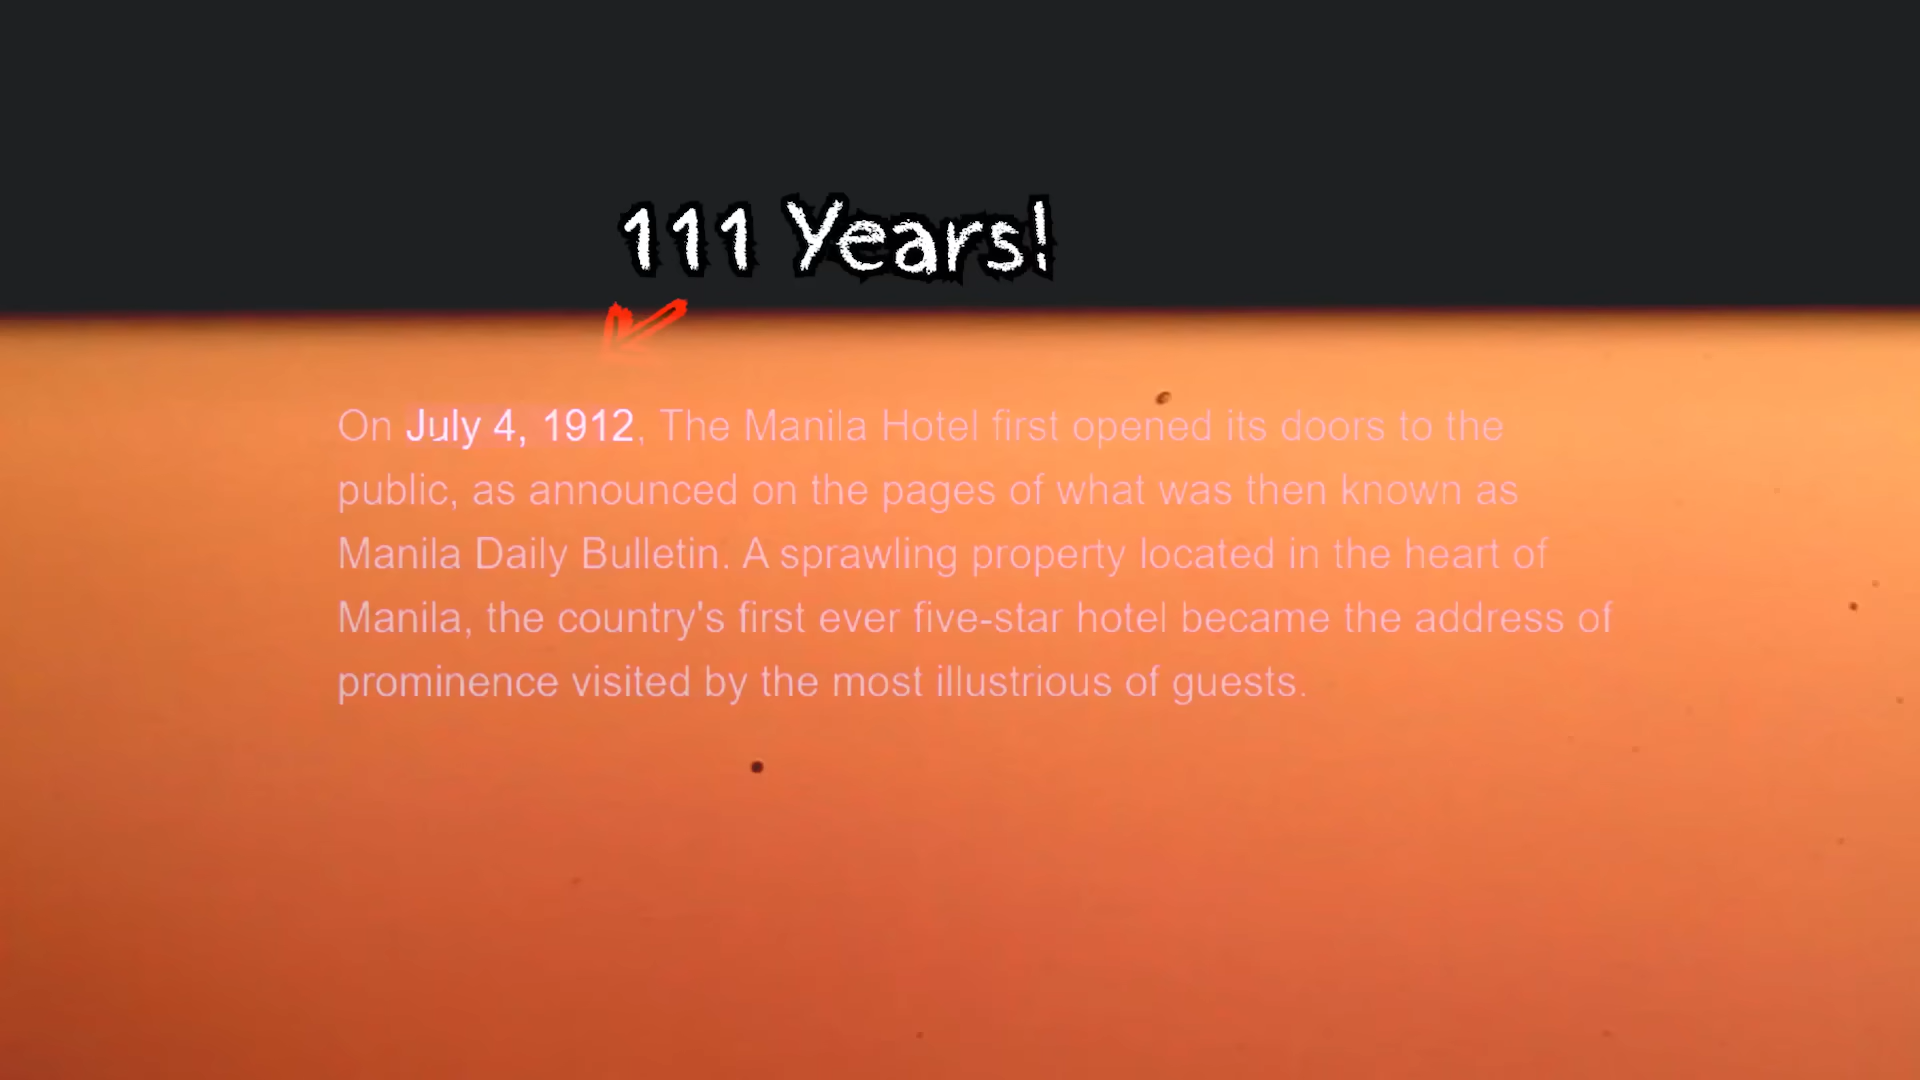 111 Years!
On July 4, 1912, The Manila Hotel first opened its doors to the
public, as announced on the pages of what was then known as
Manila Daily Bulletin. A sprawling property located in the heart of
Manila, the country's first ever five-star hotel became the address of
prominence visited by the most illustrious of guests.